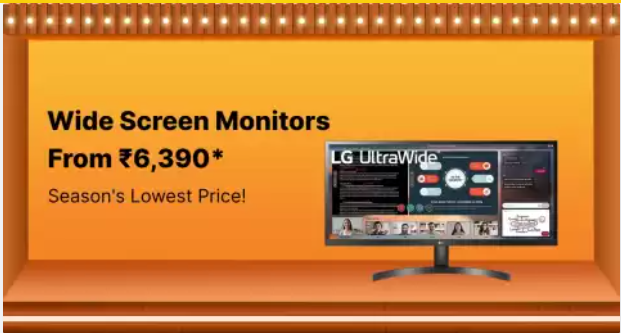 Wide Screen Monitors
From ₹6,390*
Season's Lowest Price!
LG UltraWide